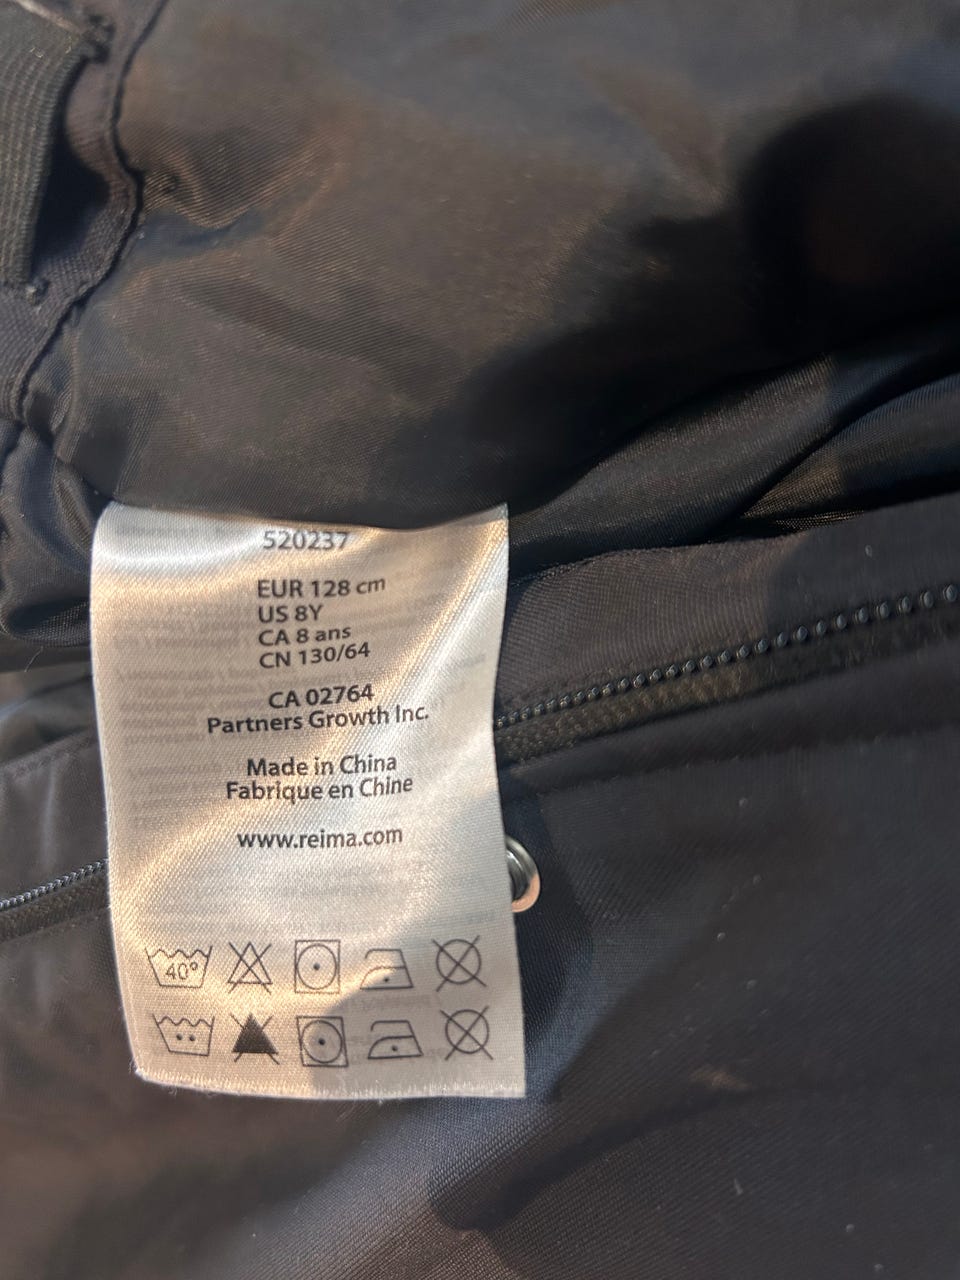 520237
EUR 128 cm
US 8Y
CA 8 ans
CN 130/64
CA 02764
Partners Growth Inc.
Made in China
Fabrique en Chine
www.reima.com
40°